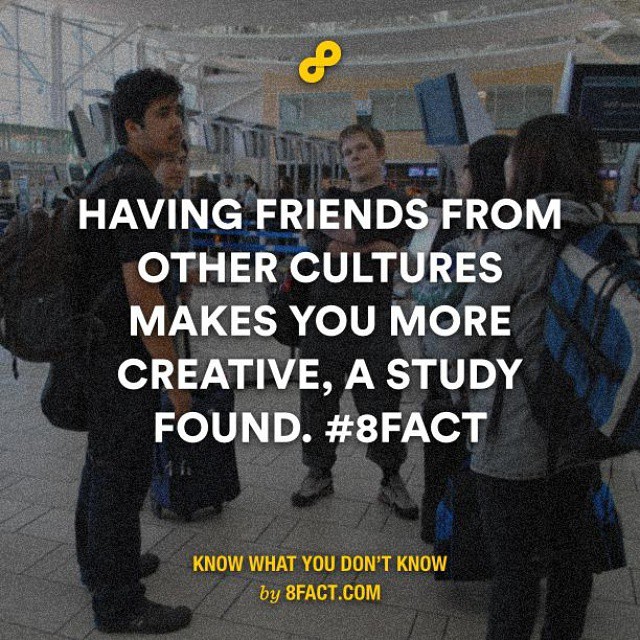 HAVING FRIENDS FROM
OTHER CULTURES
MAKES YOU MORE
CREATIVE, A STUDY
FOUND. #8FACT
KNOW WHAT YOU DON'T KNOW
by 8FACT.COM